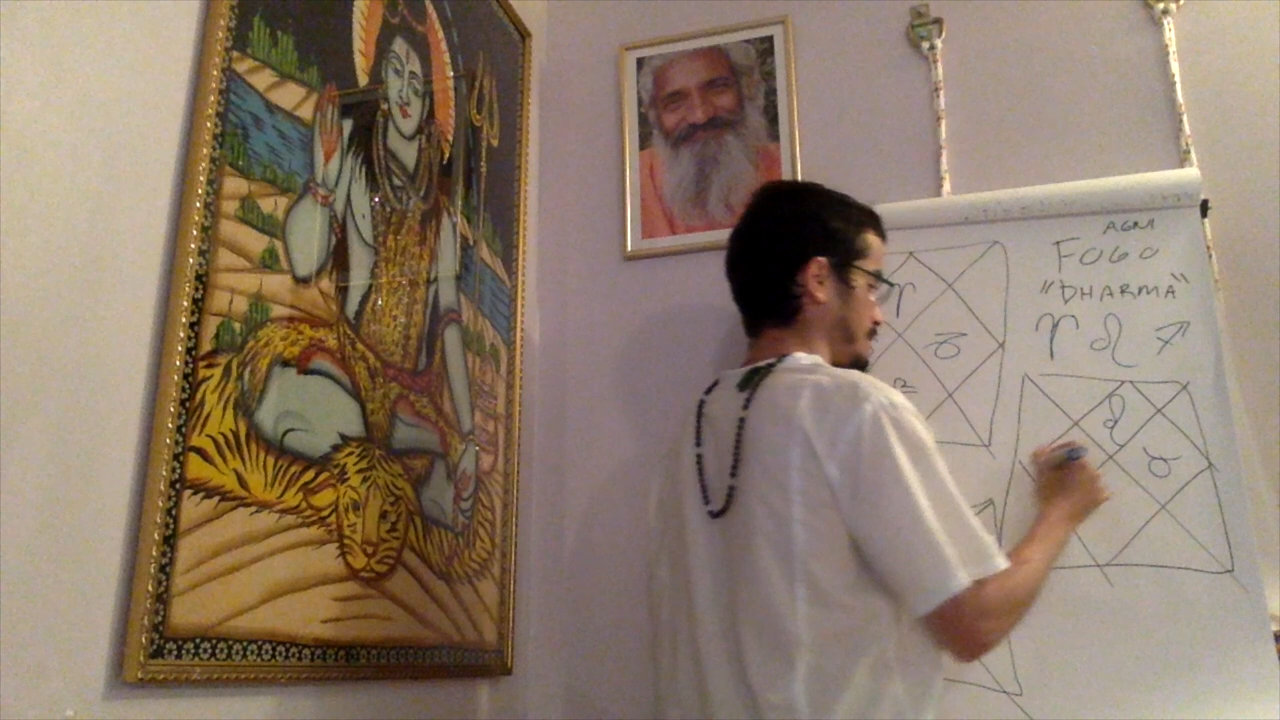 AGNI
FOGO
"DHARMA"
♈ ♌ ♐
♈
♉
♌
♉